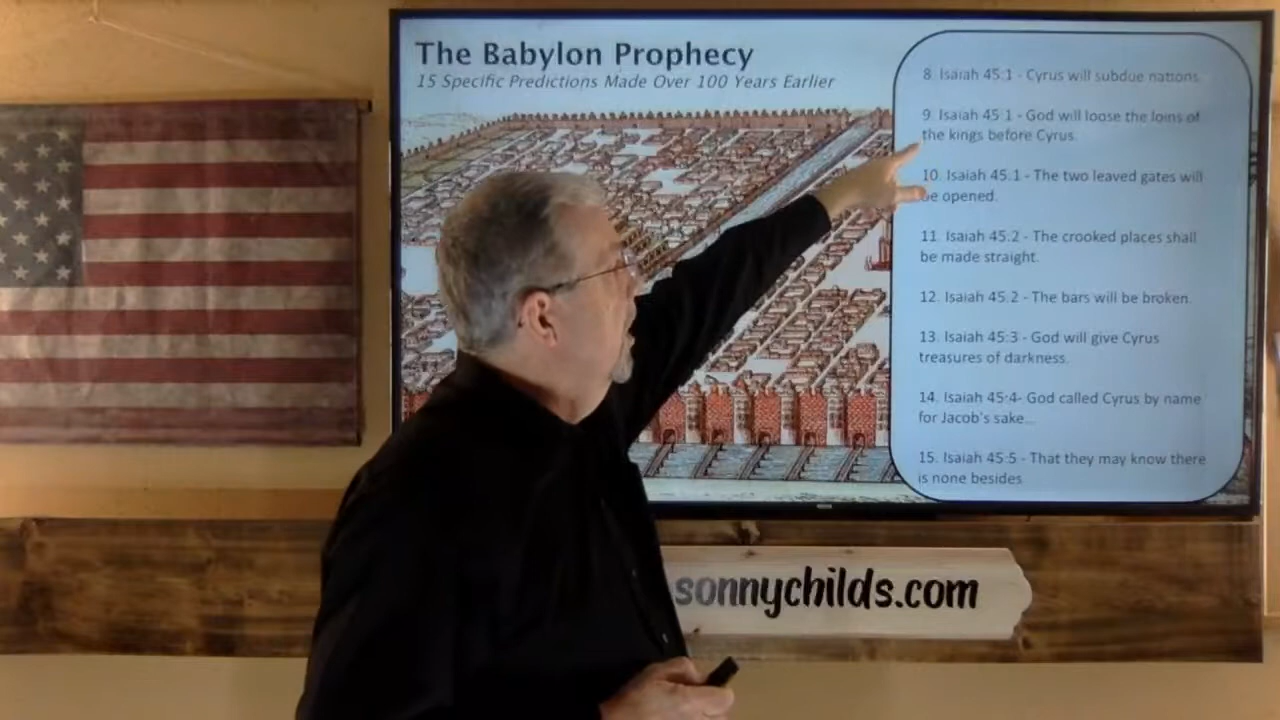 The Babylon Prophecy
15 Specific Predictions Made Over 100 Years Earlier
8. Isaiah 45:1 - Cyrus will subdue nations.
9. Isaiah 45:1 - God will loose the loins of
the kings before Cyrus.
10. Isaiah 45:1 - The two leaved gates will
be opened.
11. Isaiah 45:2 - The crooked places shall
be made straight.
12. Isaiah 45:2 - The bars will be broken.
13. Isaiah 45:3 - God will give Cyrus
treasures of darkness.
14. Isaiah 45:4- God called Cyrus by name
for Jacob's sake...
15. Isaiah 45:5 - That they may know there
is none besides
sonnychilds.com